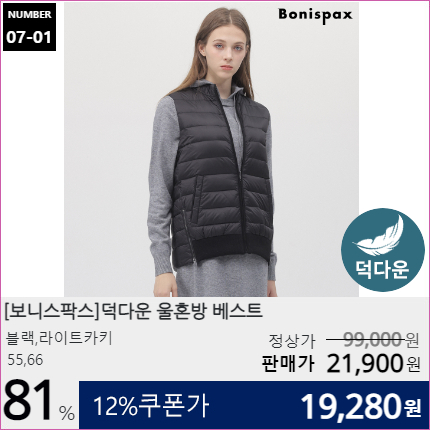 NUMBER
07-01
Bonispax
덕다운
[보니스팍스]덕다운 울혼방 베스트
블랙,라이트카키
55,66
정상가 99,000원
판매가 21,900원
81%
12%쿠폰가 19,280원